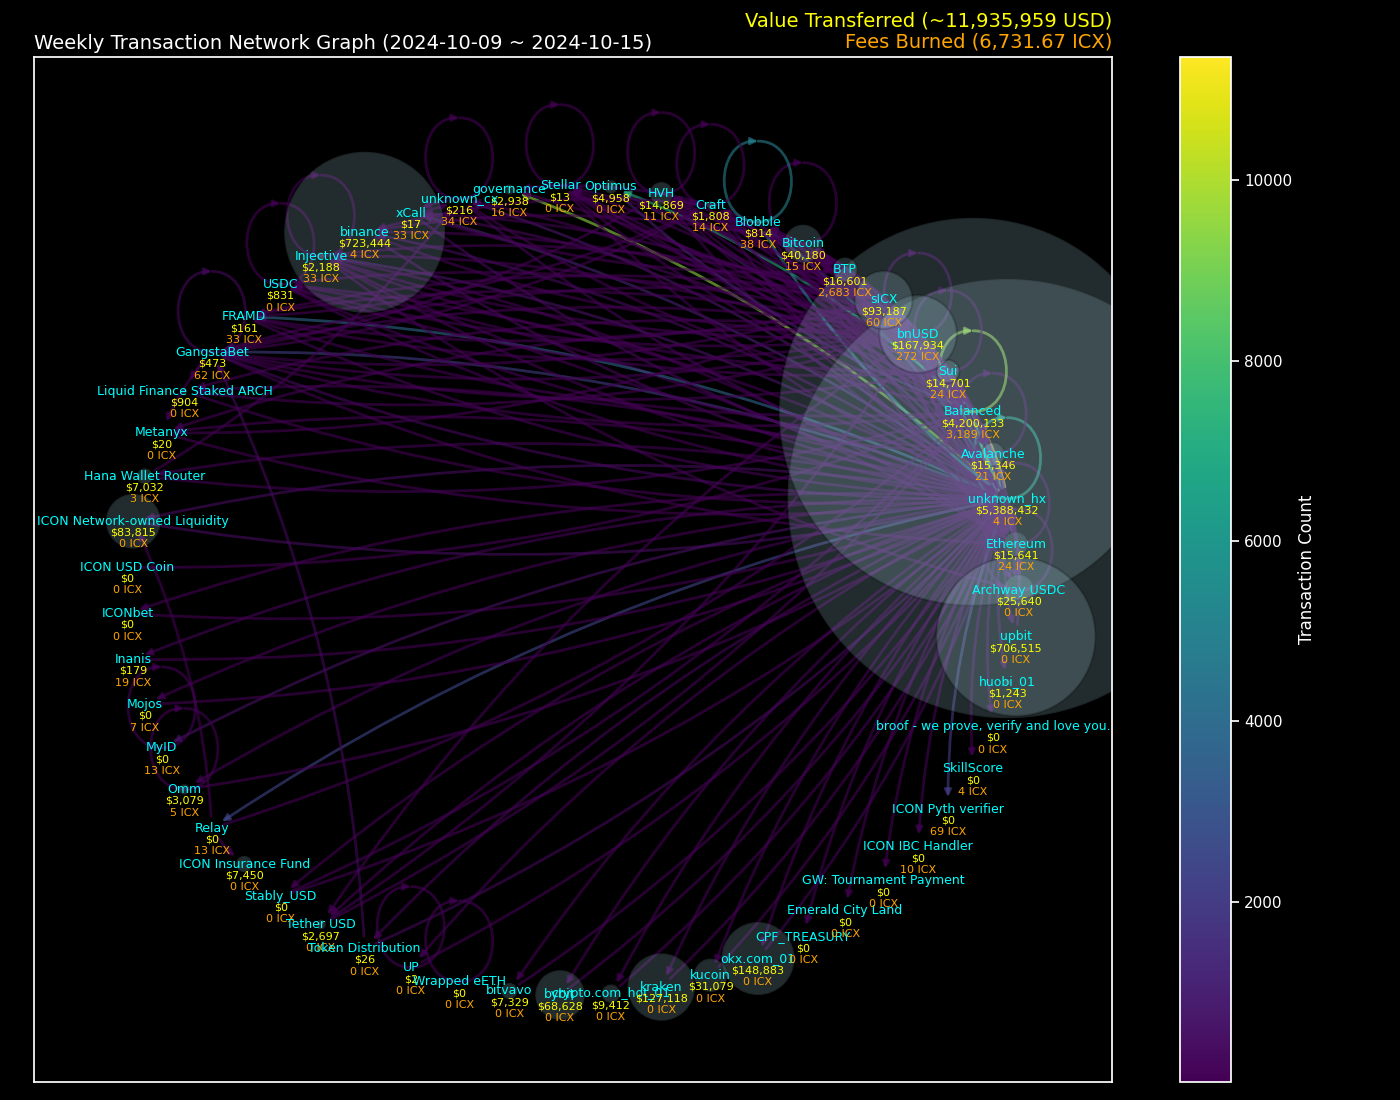 Value Transferred (~11,935,959 USD)
Weekly Transaction Network Graph (2024-10-09 ~ 2024-10-15)
Fees Burned (6,731.67 ICX)
governance
$2,938
16 ICX
Stellar
$13
0 ICX
Optimus
$4,958
0 ICX
HVH
$14,869
11 ICX
Craft
$1,808
14 ICX
Blobble
$814
38 ICX
Bitcoin
$40,180
15 ICX
BTP
$16,601
2,683 ICX
sICX
$93,187
60 ICX
bnUSD
$167,934
272 ICX
Sui
$14,701
24 ICX
Balanced
$4,200,133
3,189 ICX
Avalanche
$15,346
21 ICX
unknown_hx
$5,388,432
4 ICX
Ethereum
$15,641
24 ICX
Archway USDC
$25,640
0 ICX
upbit
$706,515
0 ICX
huobi_01
$1,243
0 ICX
broof - we prove, verify and love you.
$0
0 ICX
SkillScore
$0
4 ICX
ICON Pyth verifier
$0
69 ICX
ICON IBC Handler
$0
10 ICX
GW: Tournament Payment
$0
0 ICX
Emerald City Land
$0
0 ICX
CPF_TREASURY
$0
0 ICX
okx.com_01
$148,883
0 ICX
kucoin
$31,079
0 ICX
kraken
$127,118
0 ICX
$9,412
0 ICX
$68,628
0 ICX
bitvavo
$7,329
0 ICX
Wrapped eETH
$0
0 ICX
UP
$2
0 ICX
Token Distribution
$26
0 ICX
Tether USD
$2,697
0 ICX
Stably_USD
$0
0 ICX
ICON Insurance Fund
$7,450
0 ICX
Relay
$0
13 ICX
Omm
$3,079
5 ICX
MyID
$0
13 ICX
Mojos
$0
7 ICX
Inanis
$179
19 ICX
ICONbet
$0
0 ICX
ICON USD Coin
$0
0 ICX
ICON Network-owned Liquidity
$83,815
0 ICX
Hana Wallet Router
$7,032
3 ICX
Metanyx
$20
0 ICX
Liquid Finance Staked ARCH
$904
0 ICX
GangstaBet
$473
62 ICX
FRAMD
$161
33 ICX
USDC
$831
0 ICX
Injective
$2,188
33 ICX
binance
$723,444
4 ICX
xCall
$17
33 ICX
$216
34 ICX
10000
8000
6000
4000
2000
Transaction Count